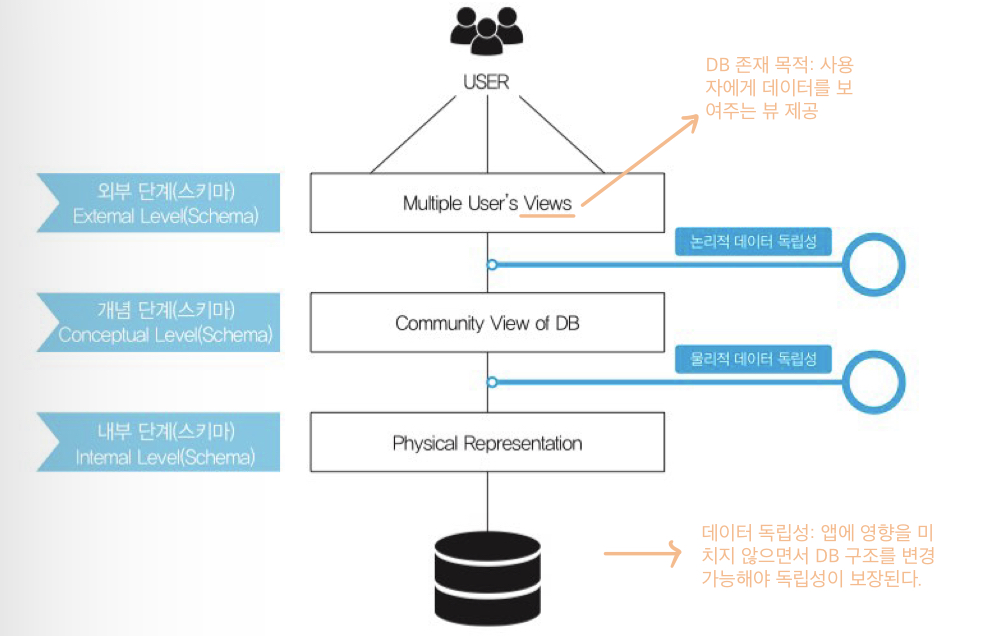 USER
DB 존재 목적: 사용
자에게 데이터를 보
여주는 뷰 제공
외부 단계(스키마)
External Level(Schema)
Multiple User's Views
논리적 데이터 독립성
개념 단계(스키마)
Conceptual Level(Schema)
Community View of DB
물리적 데이터 독립성
내부 단계(스키마)
Internal Level(Schema)
Physical Representation
데이터 독립성: 앱에 영향을 미
치지 않으면서 DB 구조를 변경
가능해야 독립성이 보장된다.